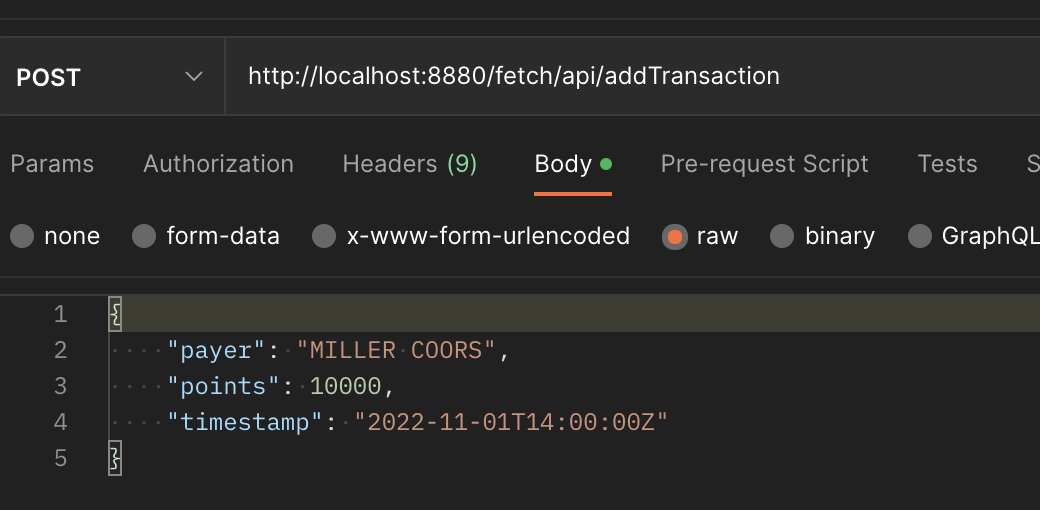 POST http://localhost:8880/fetch/api/addTransaction
Params Authorization Headers (9) Body Pre-request Script Tests S
none form-data x-www-form-urlencoded raw binary GraphQL
1 {
2 "payer": "MILLER COORS",
3 "points": 10000,
4 "timestamp": "2022-11-01T14:00:00Z"
5 }